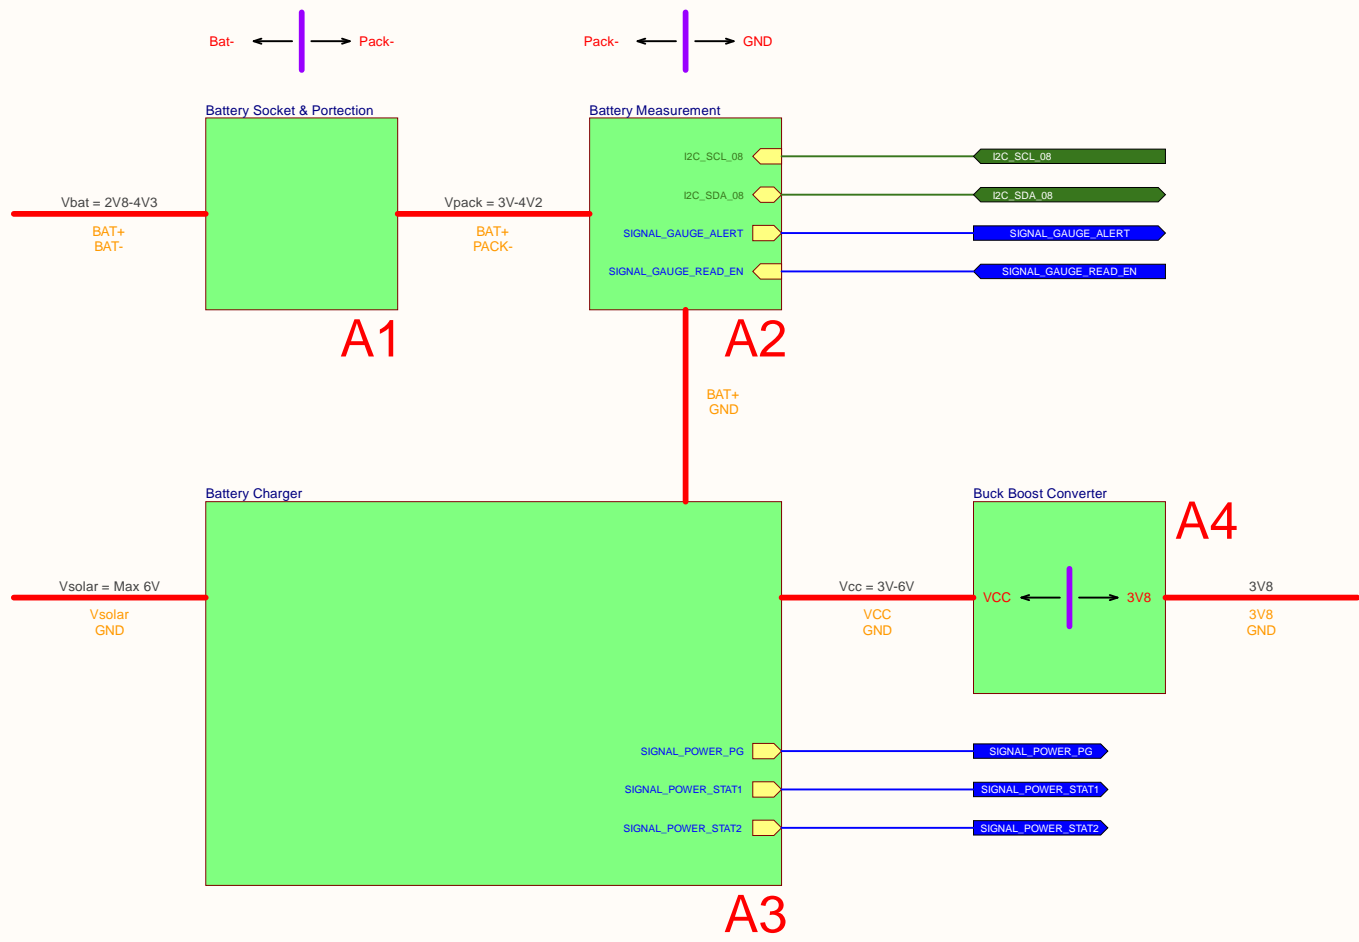 Bat-
Pack-
Pack-
GND
Battery Socket & Portection
Battery Measurement
I2C_SCL_08
I2C_SCL_08
I2C_SDA_08
I2C_SDA_08
Vbat = 2V8-4V3
Vpack = 3V-4V2
BAT+
BAT-
BAT+
PACK-
SIGNAL_GAUGE_ALERT
SIGNAL_GAUGE_ALERT
SIGNAL_GAUGE_READ_EN
SIGNAL_GAUGE_READ_EN
A1
A2
BAT+
GND
Battery Charger
Buck Boost Converter
A4
Vsolar = Max 6V
Vsolar
GND
Vcc = 3V-6V
VCC
GND
VCC
3V8
3V8
3V8
GND
SIGNAL_POWER_PG
SIGNAL_POWER_PG
SIGNAL_POWER_STAT1
SIGNAL_POWER_STAT1
SIGNAL_POWER_STAT2
SIGNAL_POWER_STAT2
A3